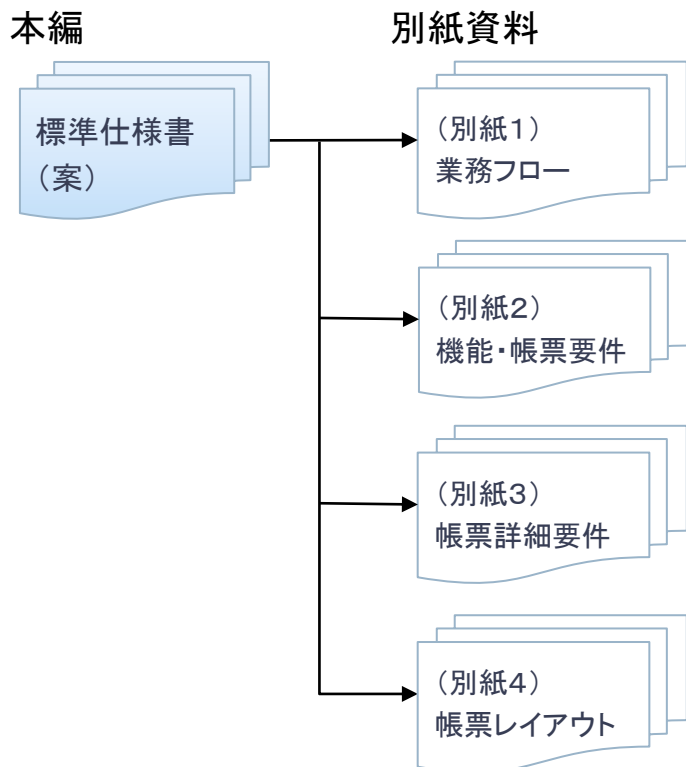 本編
標準仕様書
（案）
別紙資料
（別紙１）
業務フロー
（別紙２）
機能・帳票要件
（別紙３）
帳票詳細要件
（別紙４）
帳票レイアウト